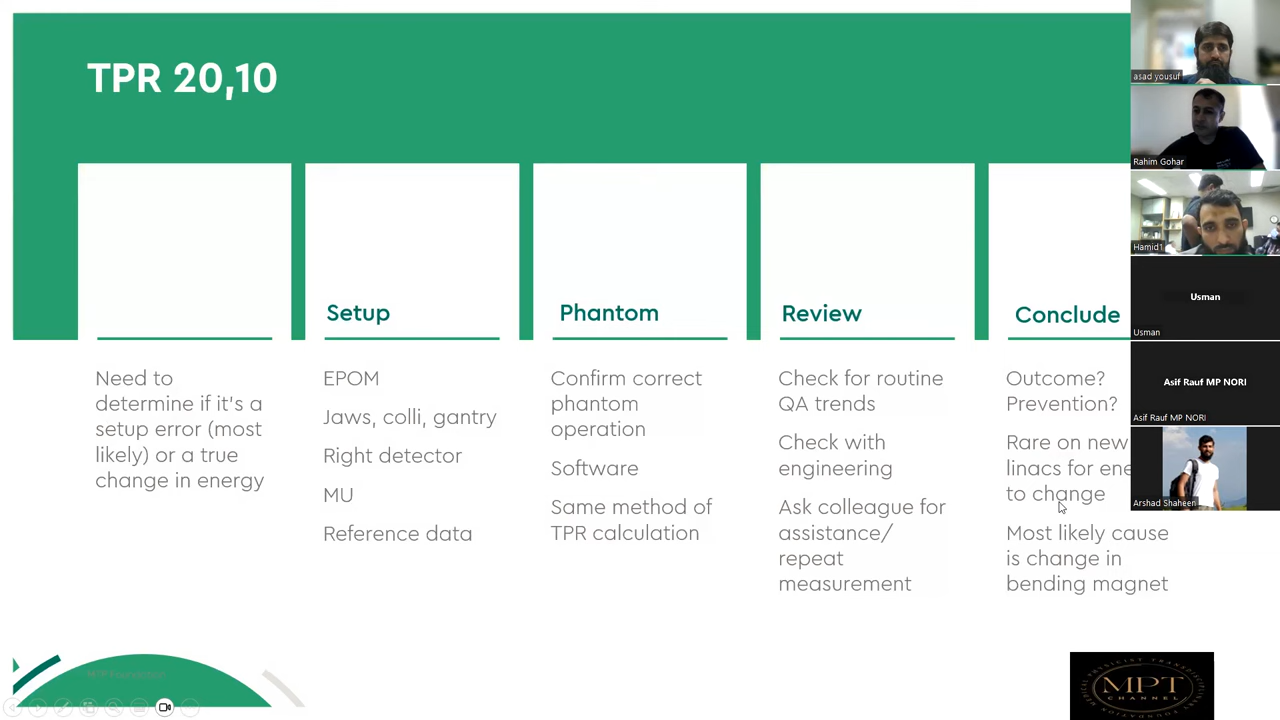 TPR 20,10
Need to
determine if it's a
setup error (most
likely) or a true
change in energy
Setup
EPOM
Jaws, colli, gantry
Right detector
MU
Reference data
Phantom
Confirm correct
phantom
operation
Software
Same method of
TPR calculation
Review
Check for routine
QA trends
Check with
engineering
Ask colleague for
assistance/
repeat
measurement
Conclude
Outcome?
Prevention?
Rare on new
linacs for ene
to change
Most likely cause
is change in
bending magnet
asad yousuf
Rahim Gohar
Hamid1
Usman
Usman
Asif Rauf MP NORI
Asif Rauf MP NORI
Arshad Shaheen
MPT Foundation
MPT
CHANNEL